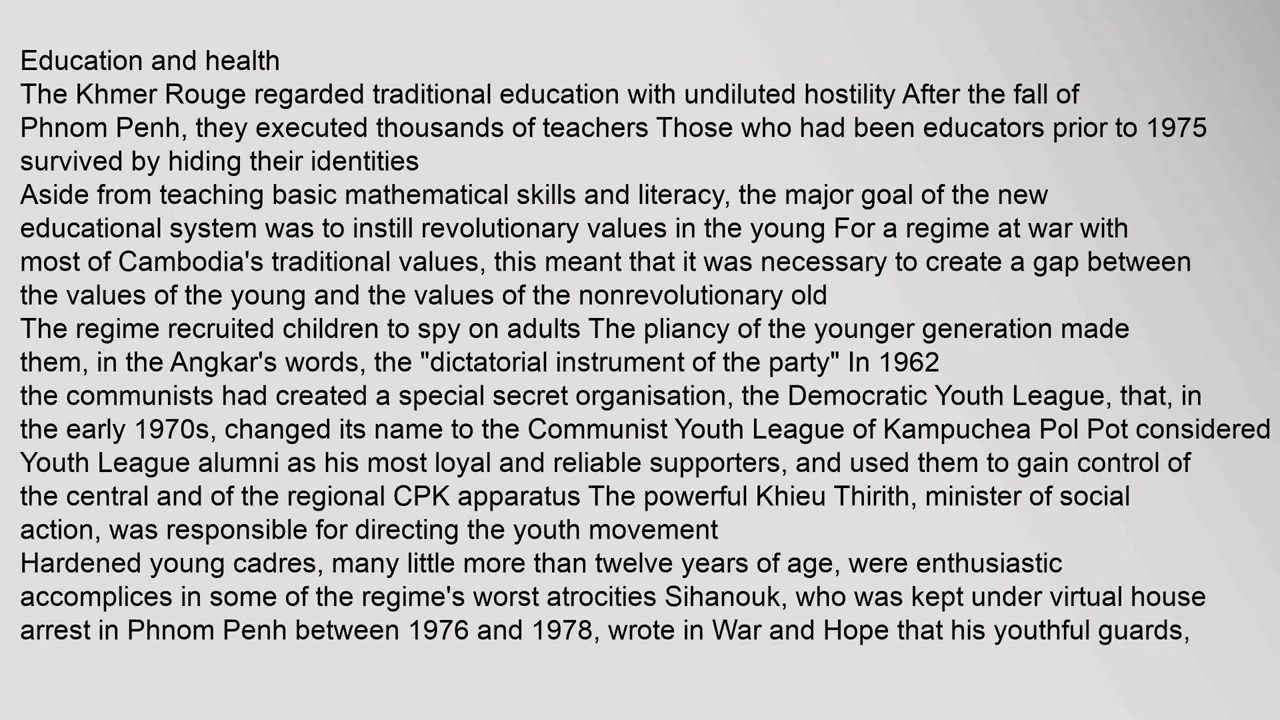 Education and health
The Khmer Rouge regarded traditional education with undiluted hostility After the fall of
Phnom Penh, they executed thousands of teachers Those who had been educators prior to 1975
survived by hiding their identities
Aside from teaching basic mathematical skills and literacy, the major goal of the new
educational system was to instill revolutionary values in the young For a regime at war with
most of Cambodia's traditional values, this meant that it was necessary to create a gap between
the values of the young and the values of the nonrevolutionary old
The regime recruited children to spy on adults The pliancy of the younger generation made
them, in the Angkar's words, the "dictatorial instrument of the party" In 1962
the communists had created a special secret organisation, the Democratic Youth League, that, in
the early 1970s, changed its name to the Communist Youth League of Kampuchea Pol Pot considered
Youth League alumni as his most loyal and reliable supporters, and used them to gain control of
the central and of the regional CPK apparatus The powerful Khieu Thirith, minister of social
action, was responsible for directing the youth movement
Hardened young cadres, many little more than twelve years of age, were enthusiastic
accomplices in some of the regime's worst atrocities Sihanouk, who was kept under virtual house
arrest in Phnom Penh between 1976 and 1978, wrote in War and Hope that his youthful guards,